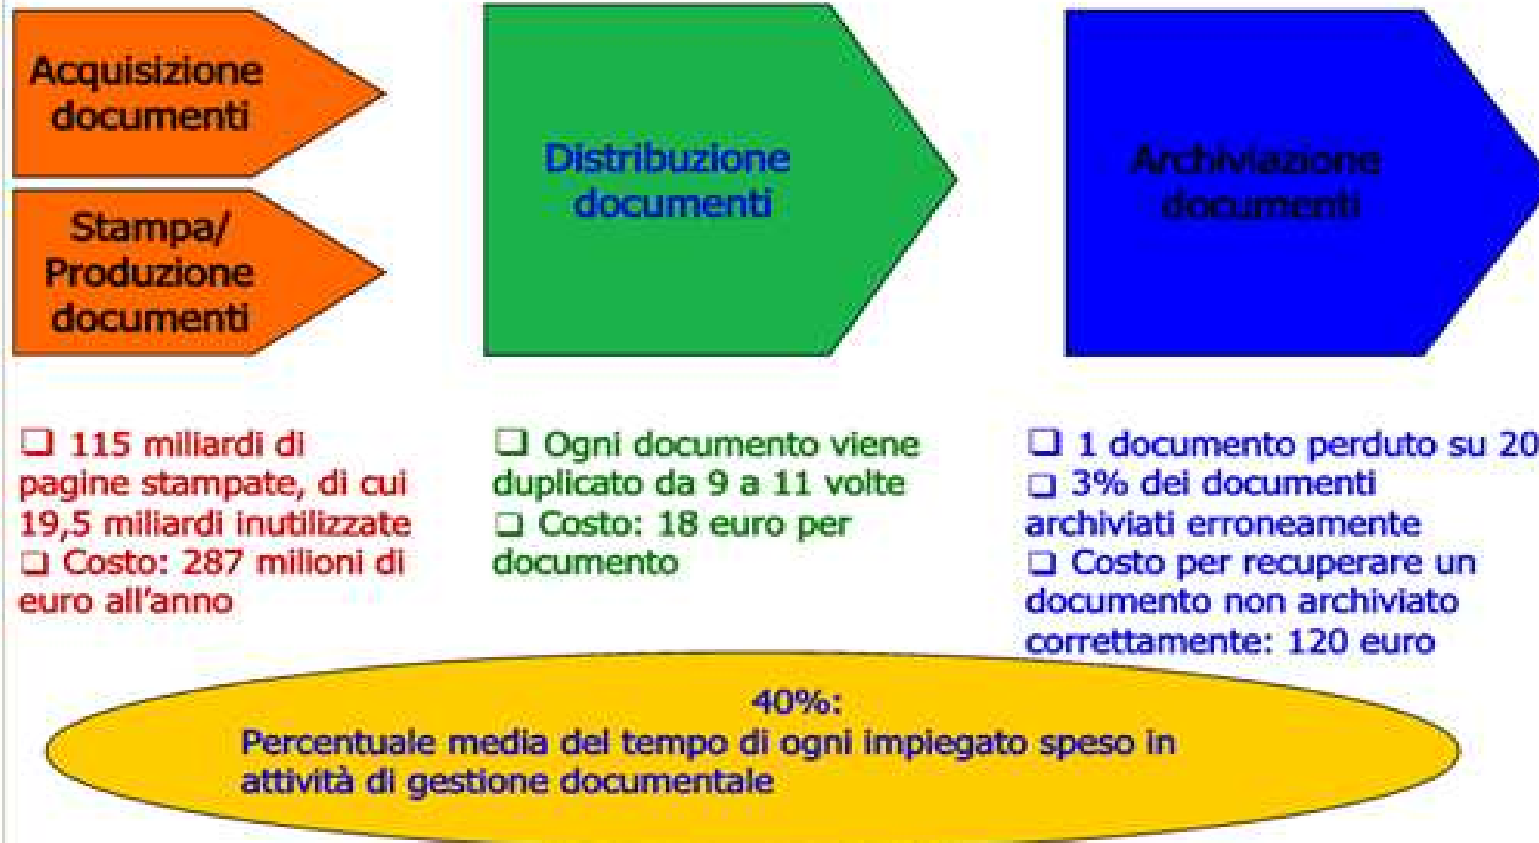 Acquisizione
documenti
Stampa/
Produzione
documenti
Distribuzione
documenti
Archiviazione
documenti
❑ 115 miliardi di
pagine stampate, di cui
19,5 miliardi inutilizzate
❑ Costo: 287 milioni di
euro all'anno
❑ Ogni documento viene
duplicato da 9 a 11 volte
❑ Costo: 18 euro per
documento
❑ 1 documento perduto su 20
❑ 3% dei documenti
archiviati erroneamente
❑ Costo per recuperare un
documento non archiviato
correttamente: 120 euro
40%:
Percentuale media del tempo di ogni impiegato speso in
attività di gestione documentale